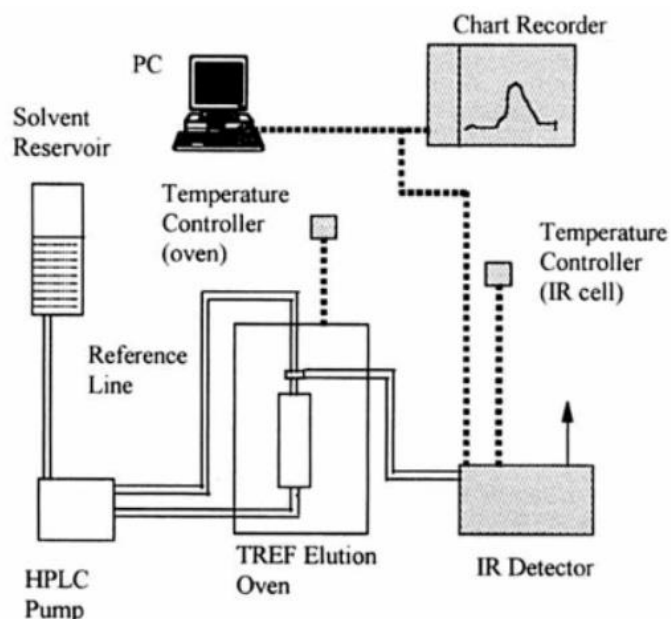 Chart Recorder
PC
Solvent
Reservoir
Temperature
Controller
(oven)
Temperature
Controller
(IR cell)
Reference
Line
TREF Elution
Oven
IR Detector
HPLC
Pump